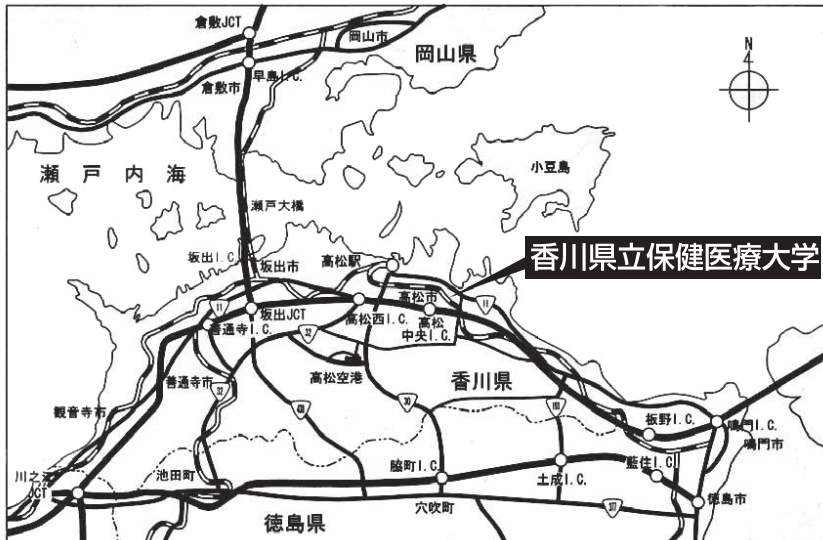 倉敷JCT
岡山市
岡山県
早島I.C.
倉敷市
N
瀬戸内海
小豆島
瀬戸大橋
香川県立保健医療大学
坂出I.C.
坂出市
高松駅
高松市
11
11
善通寺I.C.
坂出JCT
高松西I.C.
高松
中央I.C.
32
高松空港
善通寺市
32
香川県
観音寺市
30
193
板野I.C.
鳴門I.C.
鳴門市
川之江
JCT
池田町
脇町I.C.
土成I.C.
藍住I.C.
徳島市
穴吹町
徳島県